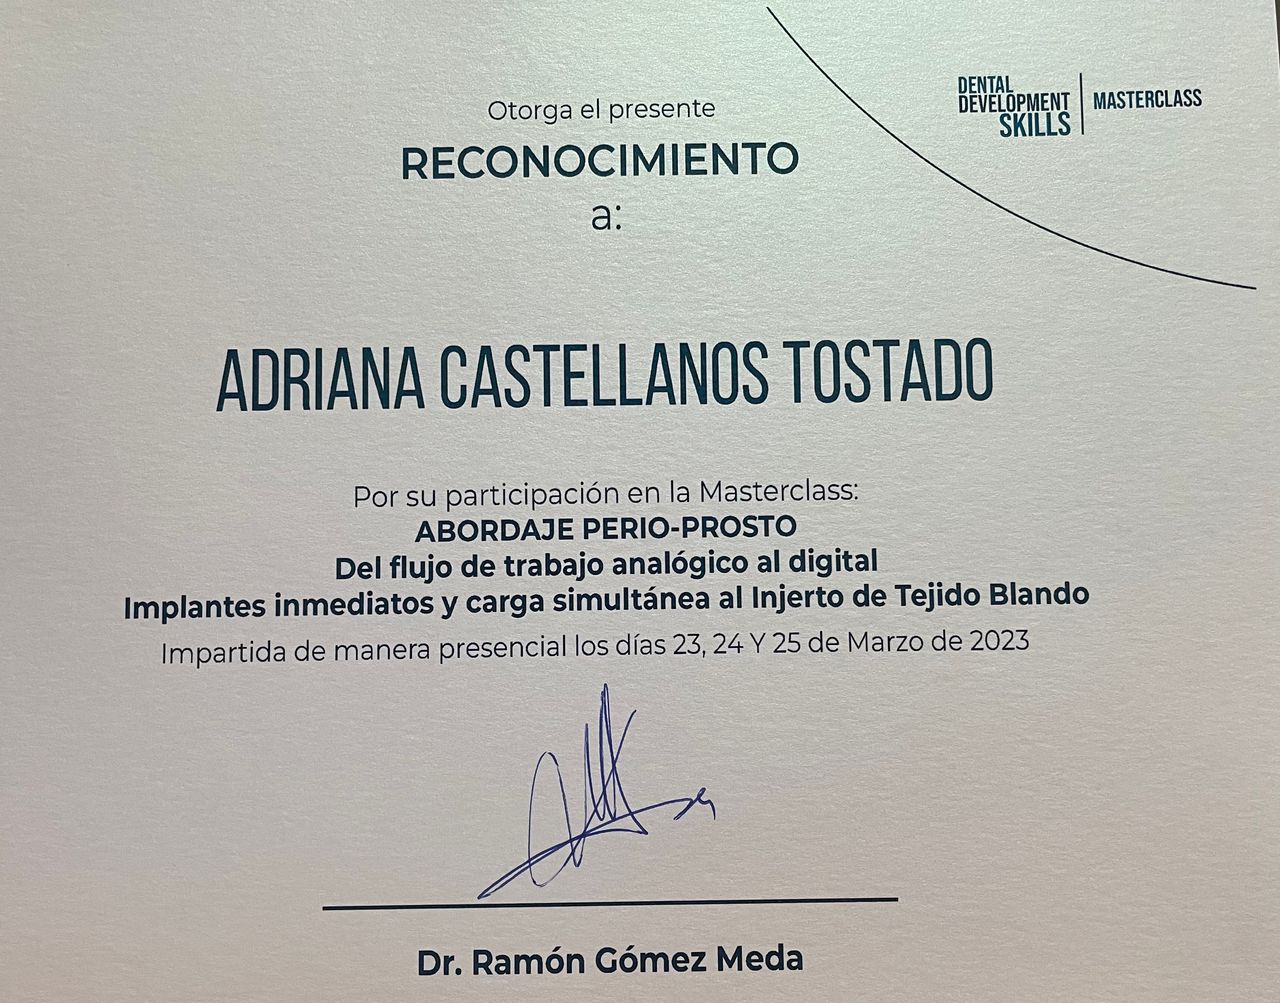 DENTAL
DEVELOPMENT
SKILLS
MASTERCLASS
Otorga el presente
RECONOCIMIENTO
a:
ADRIANA CASTELLANOS TOSTADO
Por su participación en la Masterclass:
ABORDAJE PERIO-PROSTO
Del flujo de trabajo analógico al digital
Implantes inmediatos y carga simultánea al Injerto de Tejido Blando
Impartida de manera presencial los días 23, 24 Y 25 de Marzo de 2023
Dr. Ramón Gómez Meda